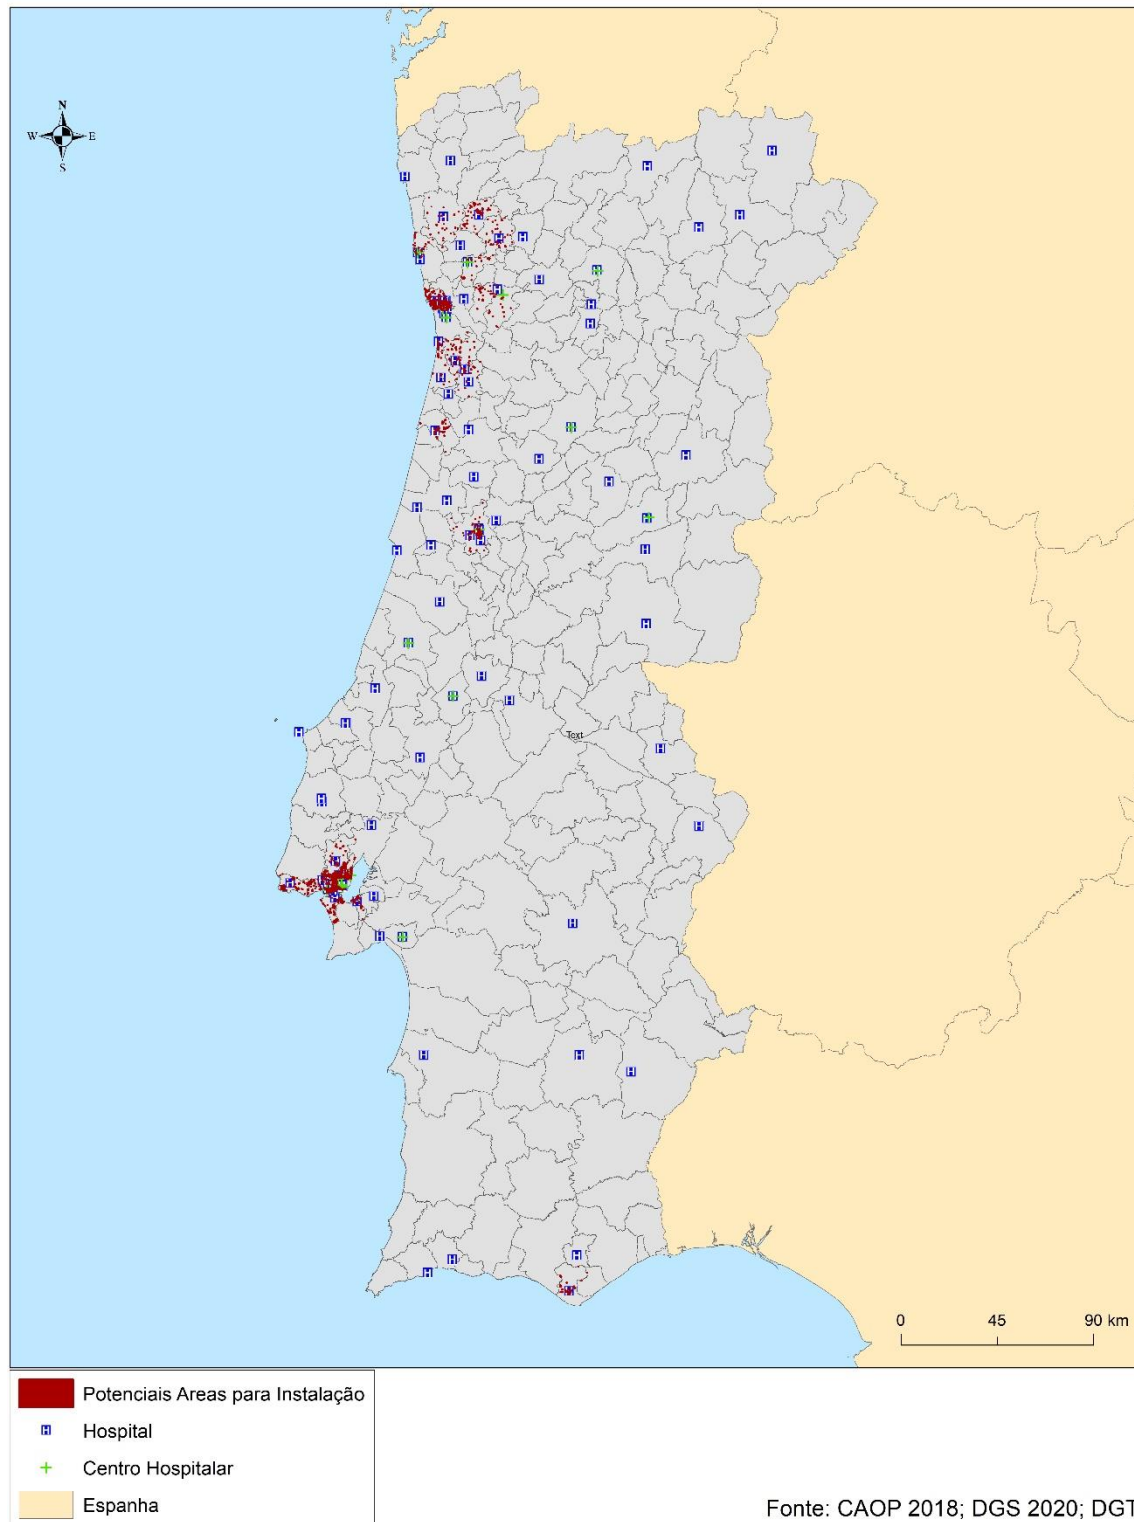 N
W E
S
Text
0 45 90 km
Potenciais Areas para Instalação
H Hospital
Centro Hospitalar
Espanha
Fonte: CAOP 2018; DGS 2020; DGT